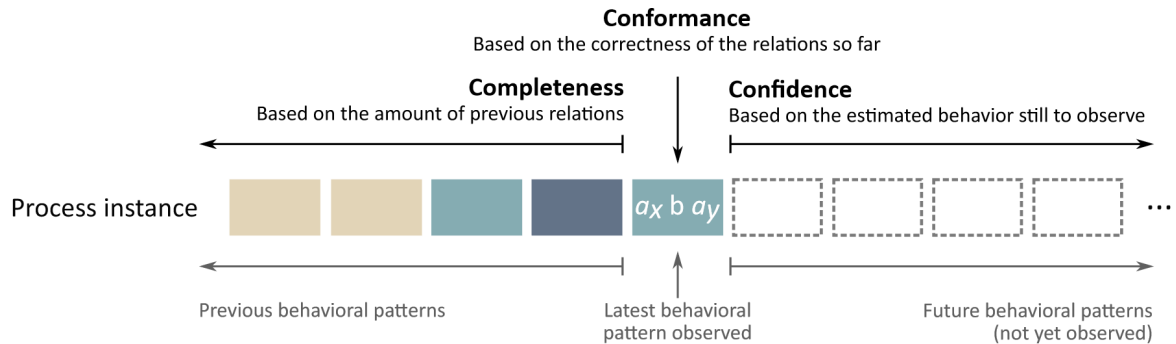 Conformance
Based on the correctness of the relations so far
Completeness
Based on the amount of previous relations
Confidence
Based on the estimated behavior still to observe
Process instance
ax b ay
...
Previous behavioral patterns
Latest behavioral
pattern observed
Future behavioral patterns
(not yet observed)